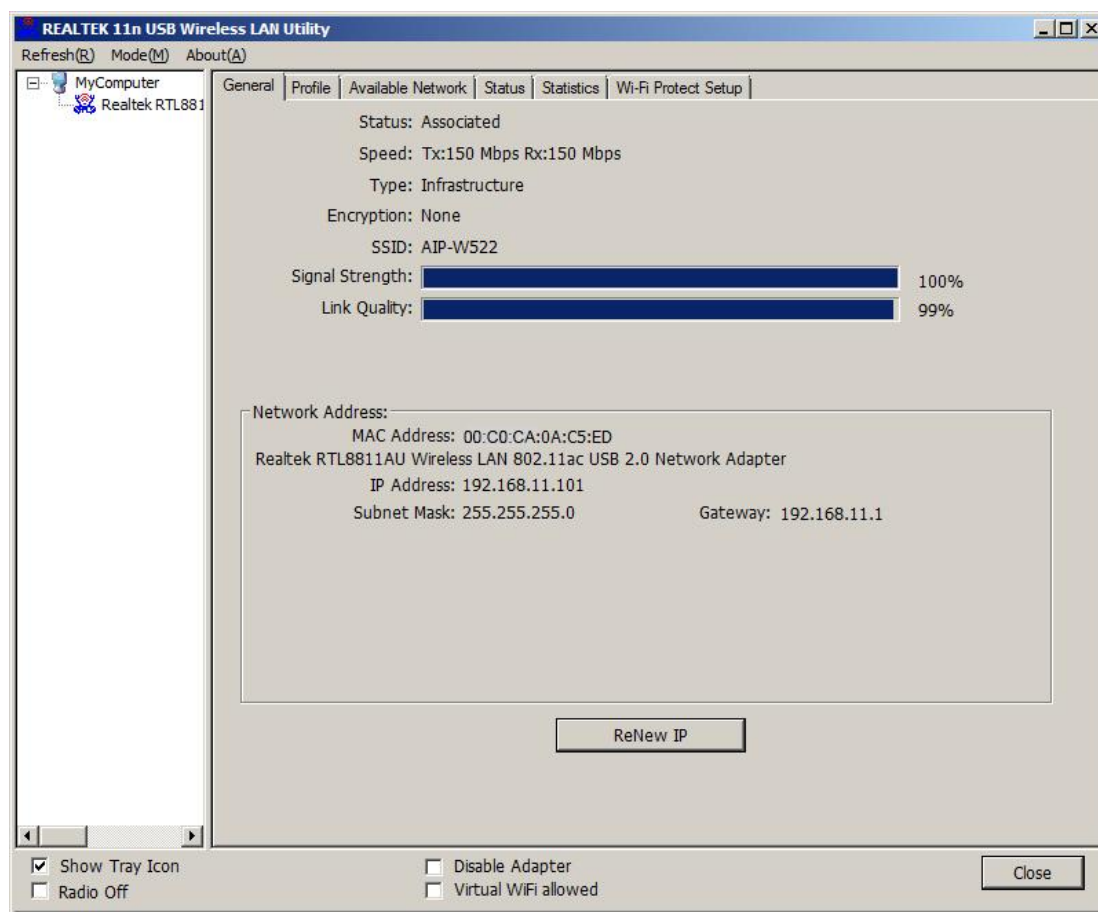 REALTEK 11n USB Wireless LAN Utility
Refresh(R) Mode(M) About(A)
MyComputer
Realtek RTL881
General Profile Available Network Status Statistics Wi-Fi Protect Setup
Status: Associated
Speed: Tx:150 Mbps Rx:150 Mbps
Type: Infrastructure
Encryption: None
SSID: AIP-W522
Signal Strength: 100%
Link Quality: 99%
Network Address:
MAC Address: 00:C0:CA:0A:C5:ED
Realtek RTL8811AU Wireless LAN 802.11ac USB 2.0 Network Adapter
IP Address: 192.168.11.101
Subnet Mask: 255.255.255.0 Gateway: 192.168.11.1
ReNew IP
Show Tray Icon Disable Adapter
Radio Off Virtual WiFi allowed
Close